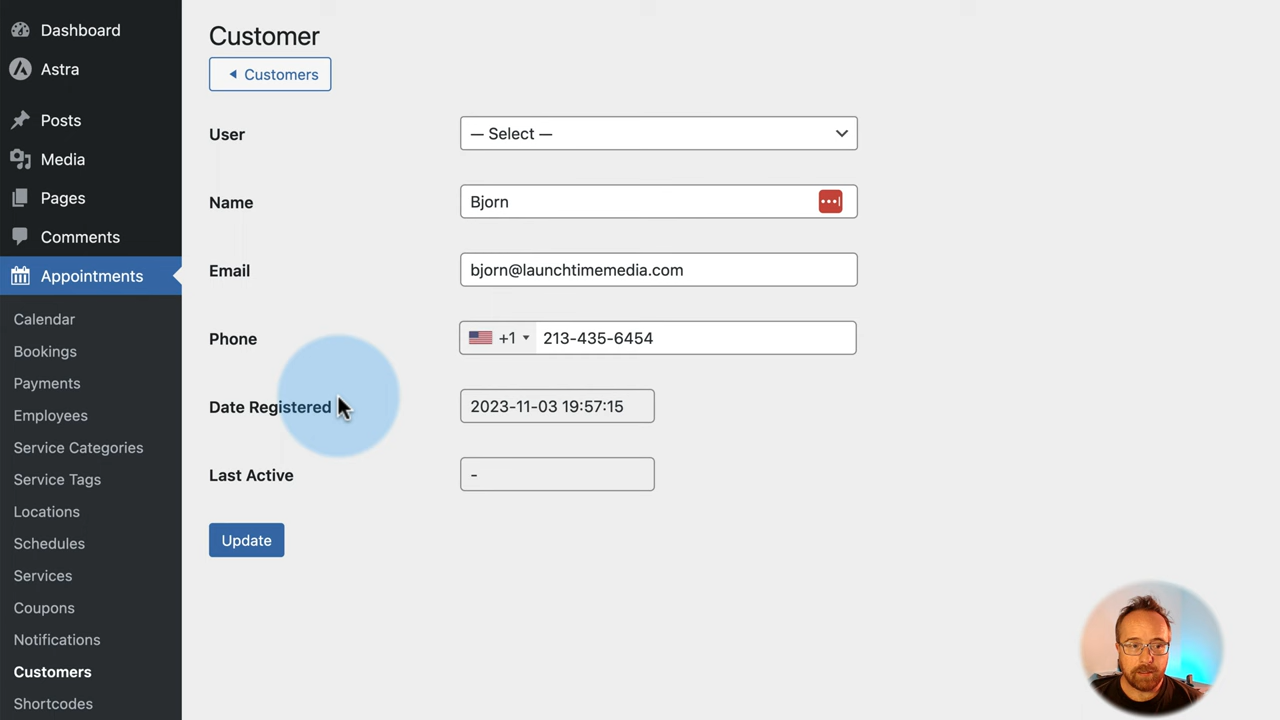 Dashboard
Astra
Posts
Media
Pages
Comments
Appointments
Calendar
Bookings
Payments
Employees
Service Categories
Service Tags
Locations
Schedules
Services
Coupons
Notifications
Customers
Shortcodes
Customer
Customers
User
— Select —
Name
Bjorn
Email
bjorn@launchtimemedia.com
Phone
+1 213-435-6454
Date Registered
2023-11-03 19:57:15
Last Active
-
Update